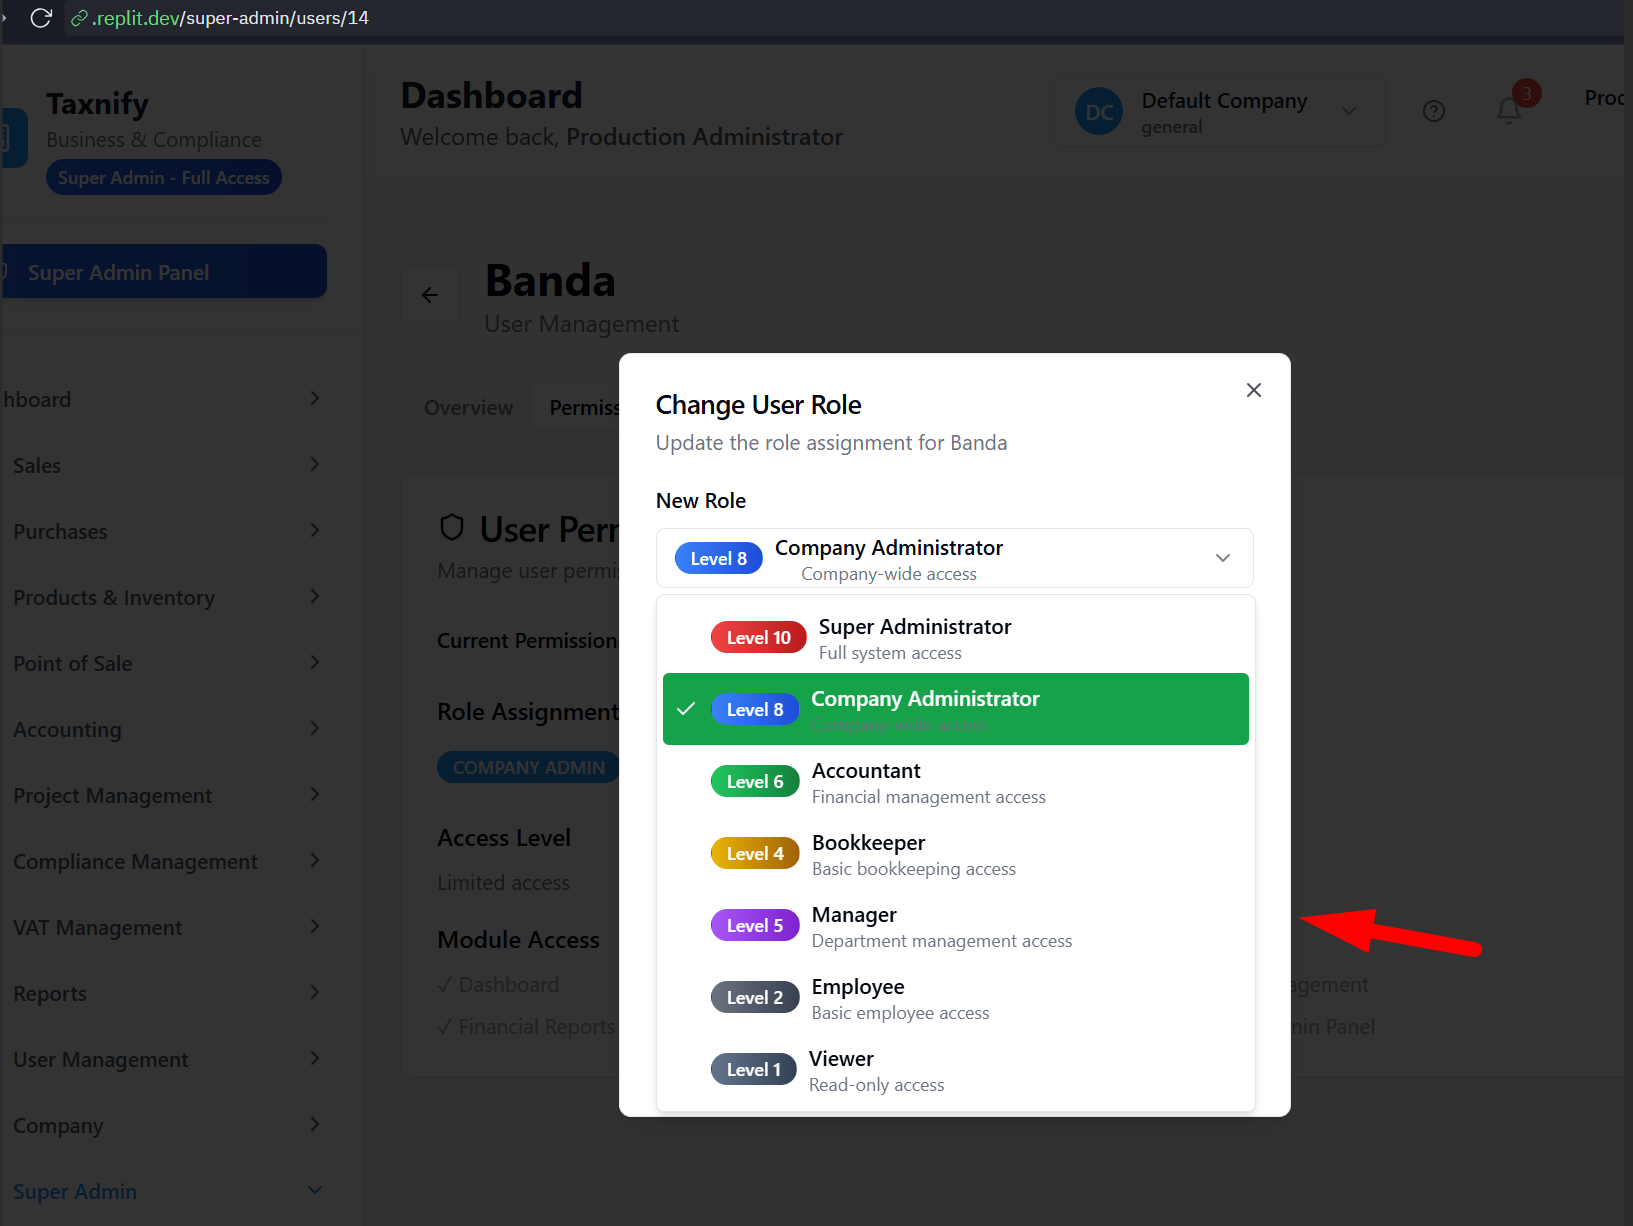 .replit.dev/super-admin/users/14
Taxnify
Business & Compliance
Super Admin - Full Access
Super Admin Panel
hboard
Sales
Purchases
Products & Inventory
Point of Sale
Accounting
Project Management
Compliance Management
VAT Management
Reports
User Management
Company
Super Admin
Dashboard
Welcome back, Production Administrator
DC
Default Company
general
3
Proc
Banda
User Management
Overview
Permiss
User Perr
Manage user permis
Current Permission
Role Assignment
COMPANY ADMIN
Access Level
Limited access
Module Access
✓ Dashboard
✓ Financial Reports
agement
min Panel
Change User Role
Update the role assignment for Banda
New Role
Level 8
Company Administrator
Company-wide access
Level 10
Super Administrator
Full system access
Level 8
Company Administrator
Company-wide access
Level 6
Accountant
Financial management access
Level 4
Bookkeeper
Basic bookkeeping access
Level 5
Manager
Department management access
Level 2
Employee
Basic employee access
Level 1
Viewer
Read-only access